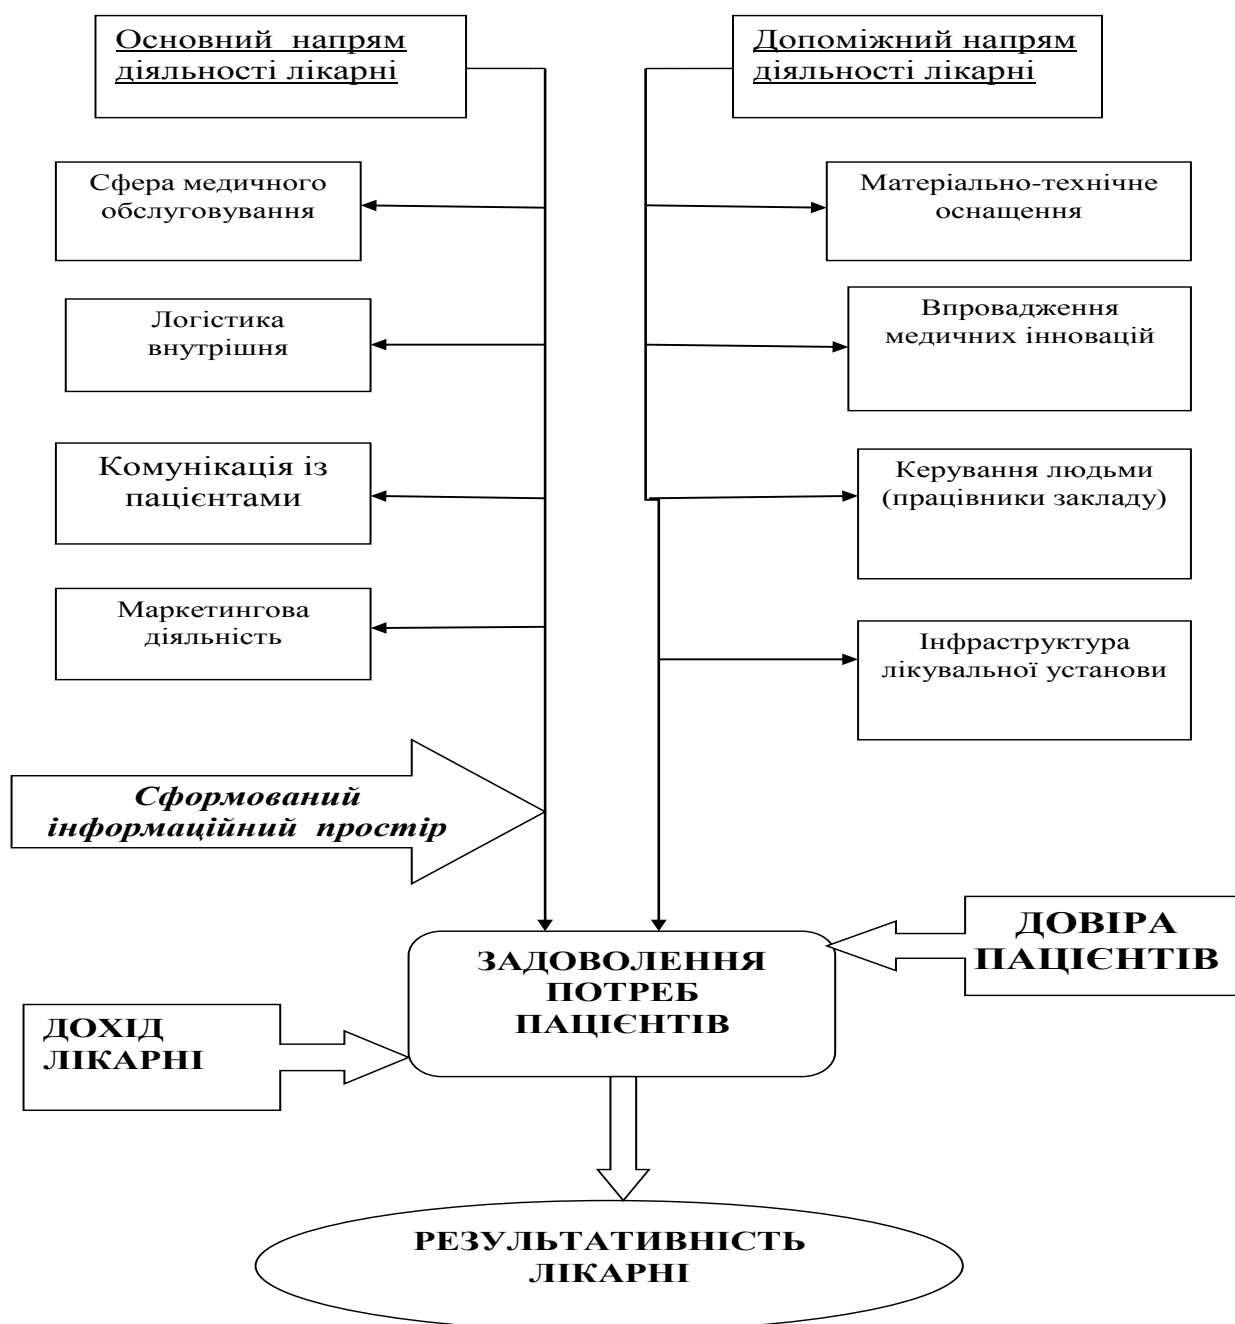 Основний напрям
діяльності лікарні
Допоміжний напрям
діяльності лікарні
Сфера медичного
обслуговування
Матеріально-технічне
оснащення
Логістика
внутрішня
Впровадження
медичних інновацій
Комунікація із
пацієнтами
Керування людьми
(працівники закладу)
Маркетингова
діяльність
Інфраструктура
лікувальної установи
Сформований
інформаційний простір
ДОВІРА
ПАЦІЄНТІВ
ЗАДОВОЛЕННЯ
ПОТРЕБ
ПАЦІЄНТІВ
ДОХІД
ЛІКАРНІ
РЕЗУЛЬТАТИВНІСТЬ
ЛІКАРНІ